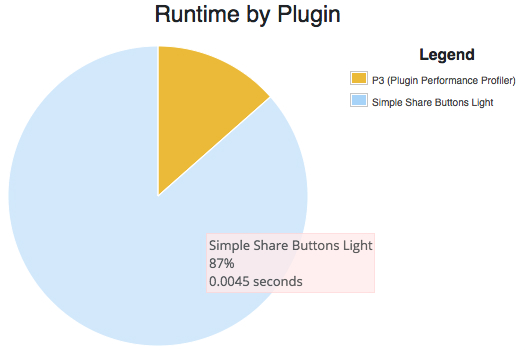 Runtime by Plugin
Legend
P3 (Plugin Performance Profiler)
Simple Share Buttons Light
Simple Share Buttons Light
87%
0.0045 seconds